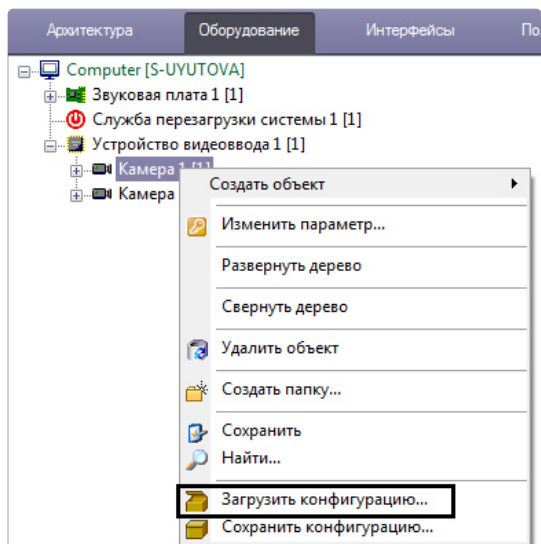 Архитектура Оборудование Интерфейсы По
Computer [S-UYUTOVA]
Звуковая плата 1 [1]
Служба перезагрузки системы 1 [1]
Устройство видеоввода 1 [1]
Камера 1 [1]
Камера
Создать объект
Изменить параметр...
Развернуть дерево
Свернуть дерево
Удалить объект
Создать папку...
Сохранить
Найти...
Загрузить конфигурацию...
Сохранить конфигурацию...